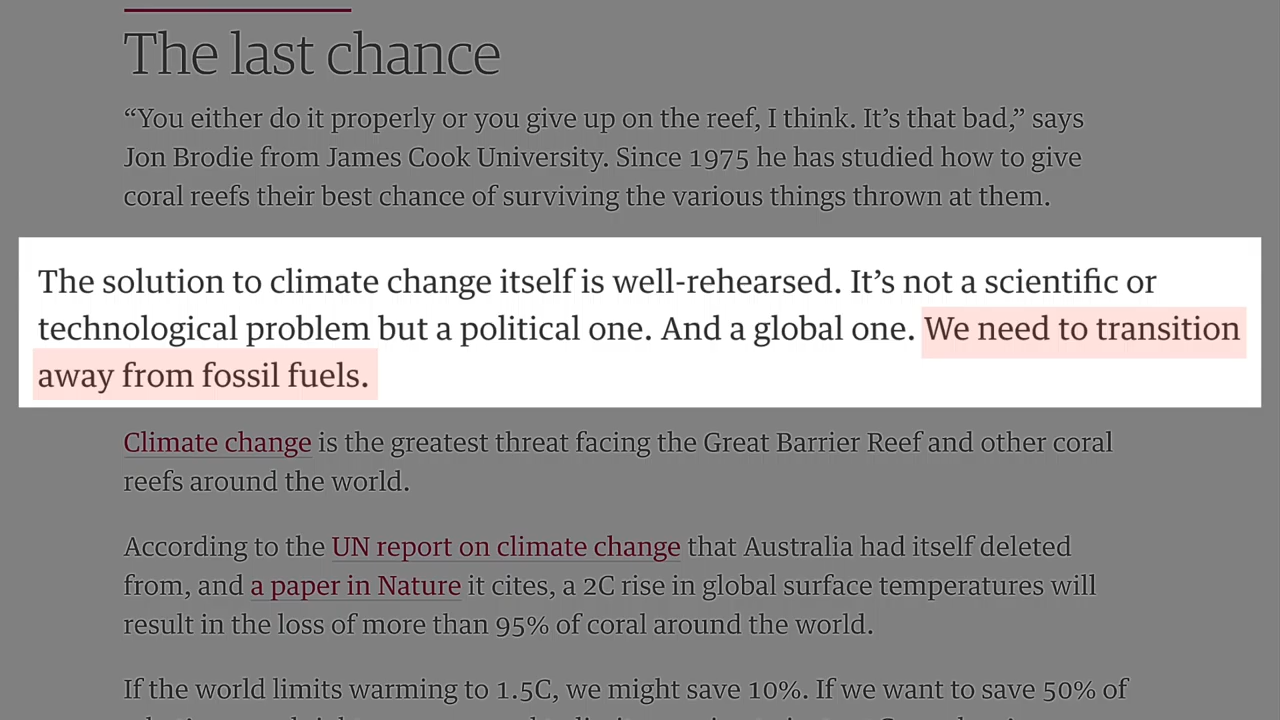 The last chance
“You either do it properly or you give up on the reef, I think. It’s that bad,” says
Jon Brodie from James Cook University. Since 1975 he has studied how to give
coral reefs their best chance of surviving the various things thrown at them.
The solution to climate change itself is well-rehearsed. It’s not a scientific or
technological problem but a political one. And a global one. We need to transition
away from fossil fuels.
Climate change is the greatest threat facing the Great Barrier Reef and other coral
reefs around the world.
According to the UN report on climate change that Australia had itself deleted
from, and a paper in Nature it cites, a 2C rise in global surface temperatures will
result in the loss of more than 95% of coral around the world.
If the world limits warming to 1.5C, we might save 10%. If we want to save 50% of